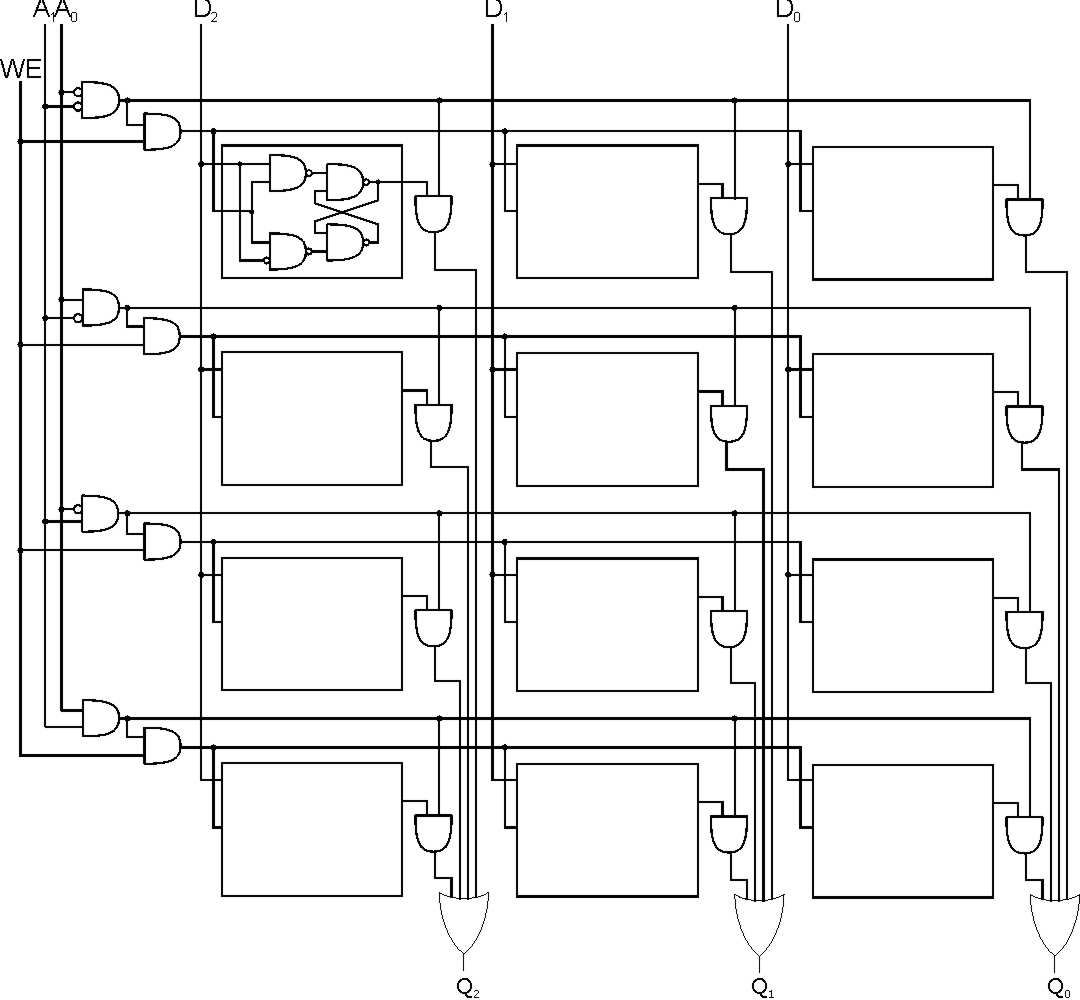 A₁A₀ D₂ D₁ D₀
WE
Q₂ Q₁ Q₀